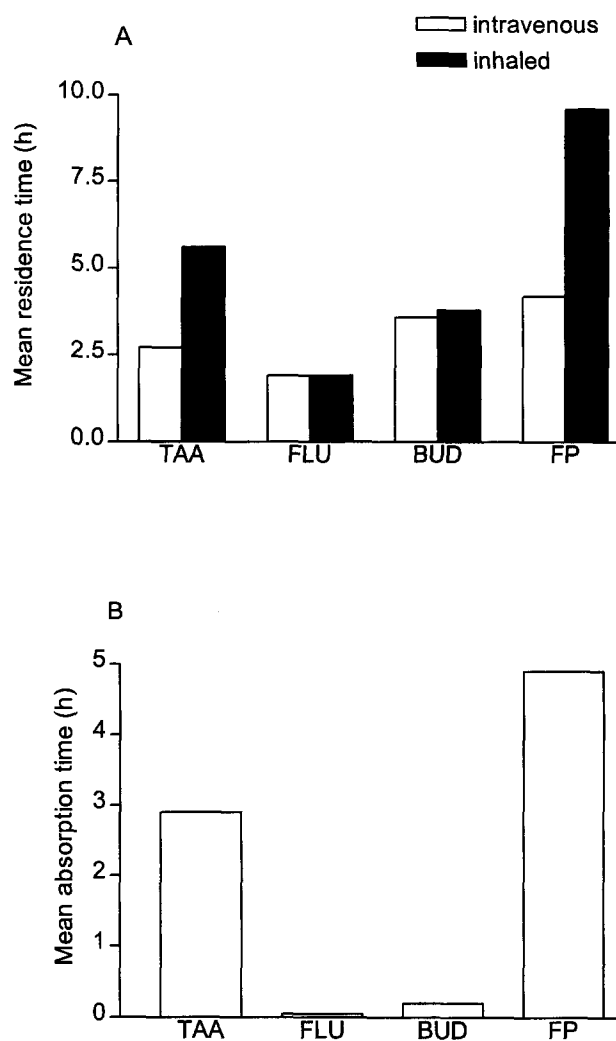 A
intravenous
inhaled
Mean residence time (h)
10.0
7.5
5.0
2.5
0.0
TAA FLU BUD FP
B
Mean absorption time (h)
5
4
3
2
1
0
TAA FLU BUD FP